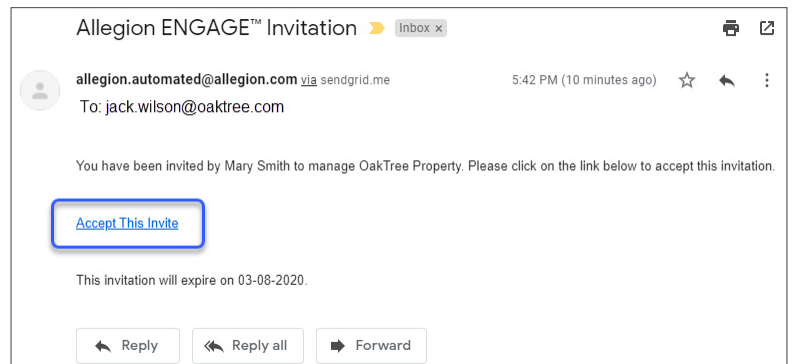 Allegion ENGAGE™ Invitation Inbox x
allegion.automated@allegion.com via sendgrid.me 5:42 PM (10 minutes ago)
To: jack.wilson@oaktree.com
You have been invited by Mary Smith to manage OakTree Property. Please click on the link below to accept this invitation.
Accept This Invite
This invitation will expire on 03-08-2020.
Reply Reply all Forward